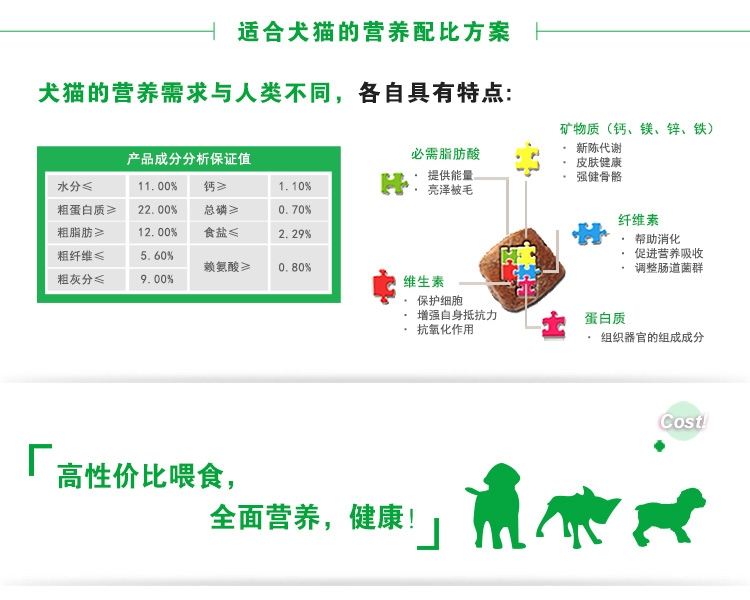 适合犬猫的营养配比方案
犬猫的营养需求与人类不同，各自具有特点:
产品成分分析保证值
水分≤ 11.00% 钙≥ 1.10%
粗蛋白质≥ 22.00% 总磷≥ 0.70%
粗脂肪≥ 12.00% 食盐≤ 2.29%
粗纤维≤ 5.60%
赖氨酸≥ 0.80%
粗灰分≤ 9.00%
必需脂肪酸
· 提供能量
· 亮泽被毛
矿物质（钙、镁、锌、铁）
· 新陈代谢
· 皮肤健康
· 强健骨骼
纤维素
· 帮助消化
· 促进营养吸收
· 调整肠道菌群
维生素
· 保护细胞
· 增强自身抵抗力
· 抗氧化作用
蛋白质
· 组织器官的组成成分
Cost!
「高性价比喂食，
全面营养，健康！」